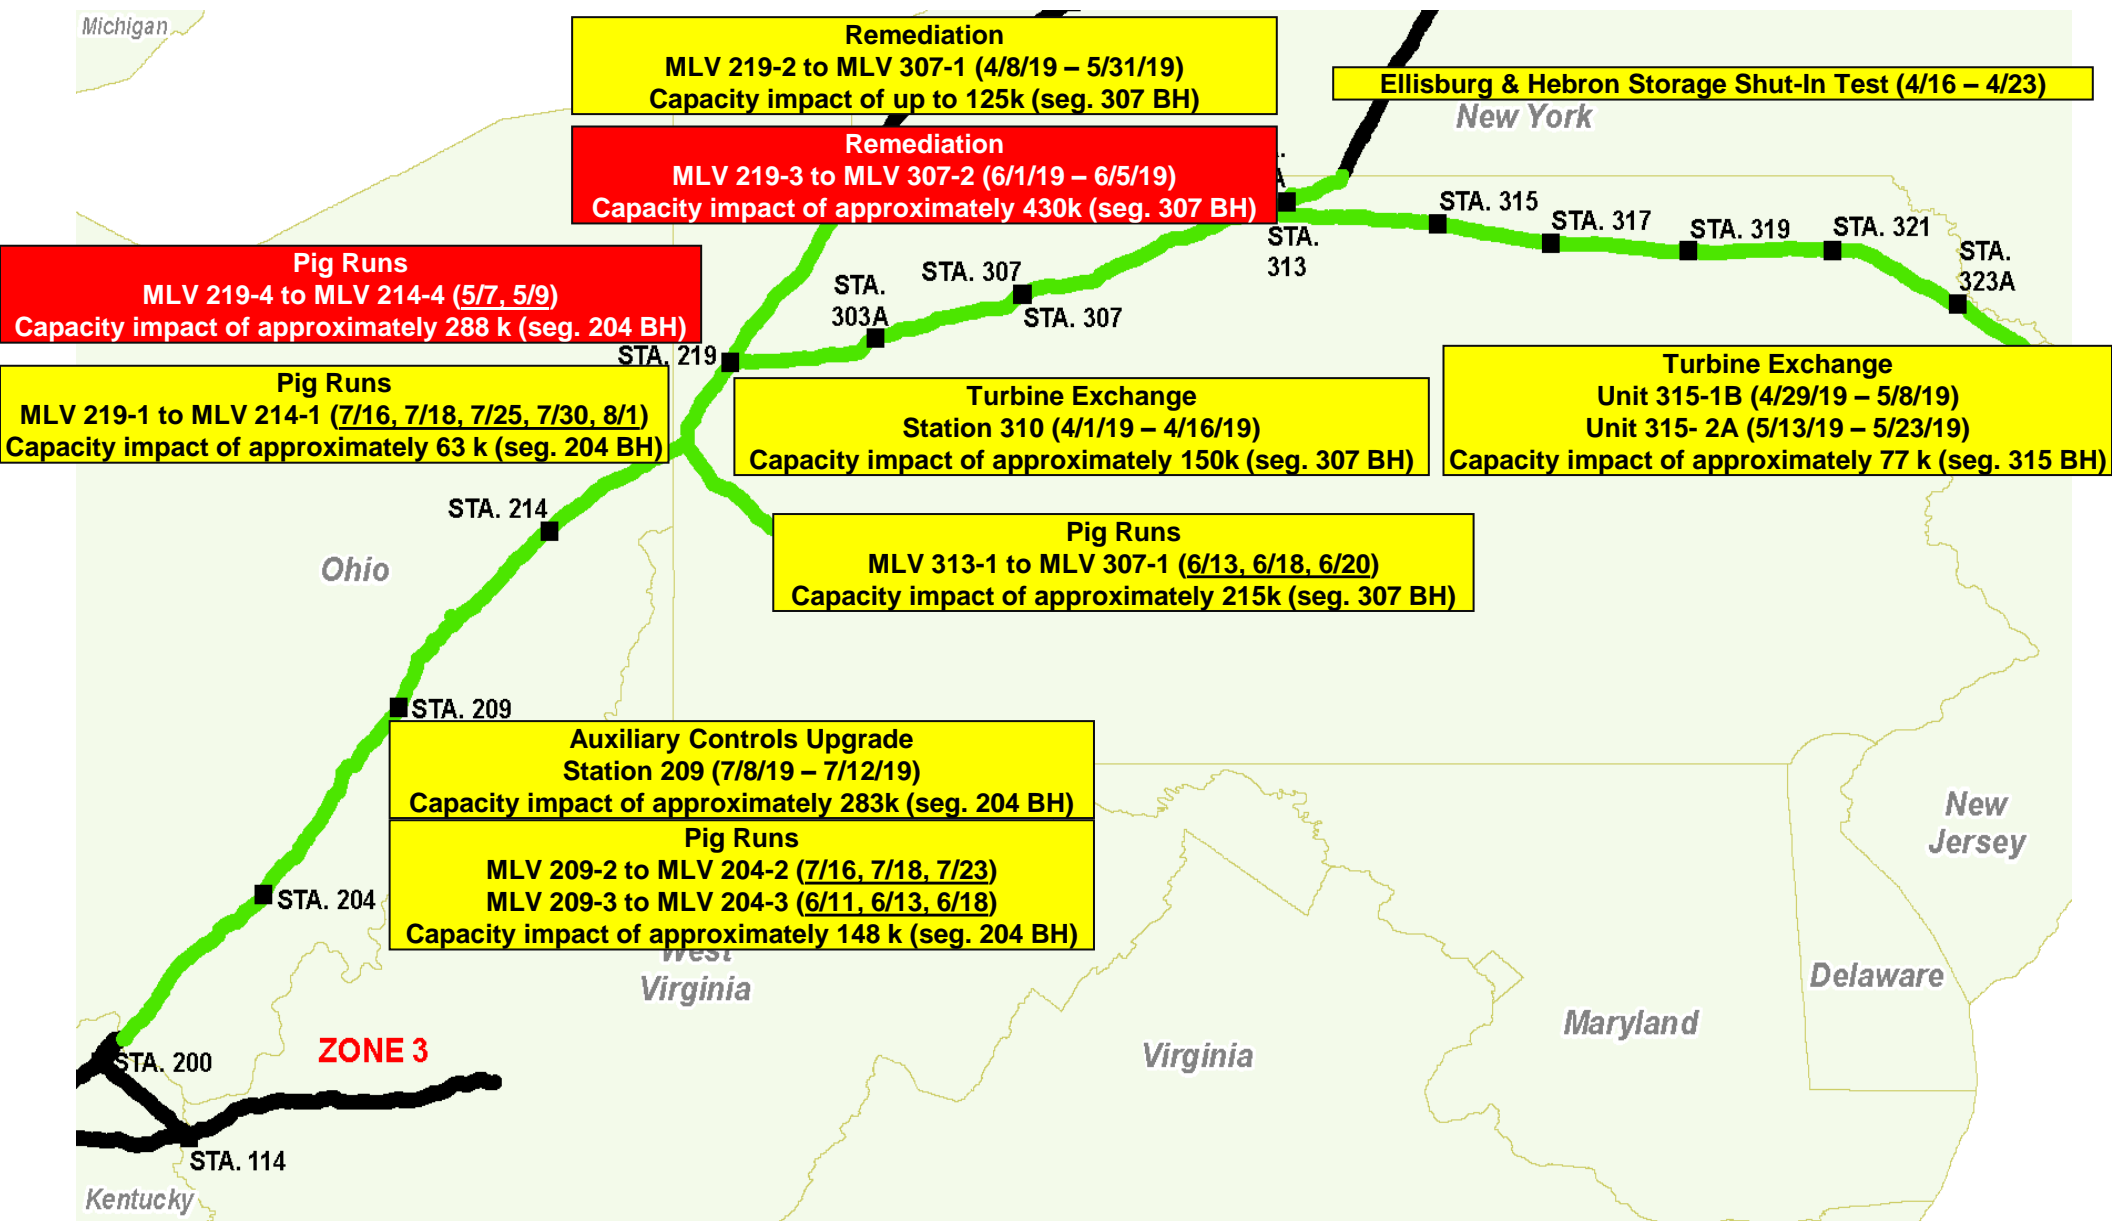 Michigan
Remediation
MLV 219-2 to MLV 307-1 (4/8/19 – 5/31/19)
Capacity impact of up to 125k (seg. 307 BH)
Ellisburg & Hebron Storage Shut-In Test (4/16 – 4/23)
New York
Remediation
MLV 219-3 to MLV 307-2 (6/1/19 – 6/5/19)
Capacity impact of approximately 430k (seg. 307 BH)
STA. 315
STA. 317
STA. 319
STA. 321
STA.
323A
STA.
313
Pig Runs
MLV 219-4 to MLV 214-4 (5/7, 5/9)
Capacity impact of approximately 288 k (seg. 204 BH)
STA.
303A
STA. 307
STA. 307
STA. 219
Pig Runs
MLV 219-1 to MLV 214-1 (7/16, 7/18, 7/25, 7/30, 8/1)
Capacity impact of approximately 63 k (seg. 204 BH)
Turbine Exchange
Station 310 (4/1/19 – 4/16/19)
Capacity impact of approximately 150k (seg. 307 BH)
Turbine Exchange
Unit 315-1B (4/29/19 – 5/8/19)
Unit 315- 2A (5/13/19 – 5/23/19)
Capacity impact of approximately 77 k (seg. 315 BH)
STA. 214
Ohio
Pig Runs
MLV 313-1 to MLV 307-1 (6/13, 6/18, 6/20)
Capacity impact of approximately 215k (seg. 307 BH)
STA. 209
Auxiliary Controls Upgrade
Station 209 (7/8/19 – 7/12/19)
Capacity impact of approximately 283k (seg. 204 BH)
Pig Runs
MLV 209-2 to MLV 204-2 (7/16, 7/18, 7/23)
MLV 209-3 to MLV 204-3 (6/11, 6/13, 6/18)
Capacity impact of approximately 148 k (seg. 204 BH)
STA. 204
New
Jersey
West
Virginia
Delaware
Maryland
Virginia
ZONE 3
STA. 200
STA. 114
Kentucky